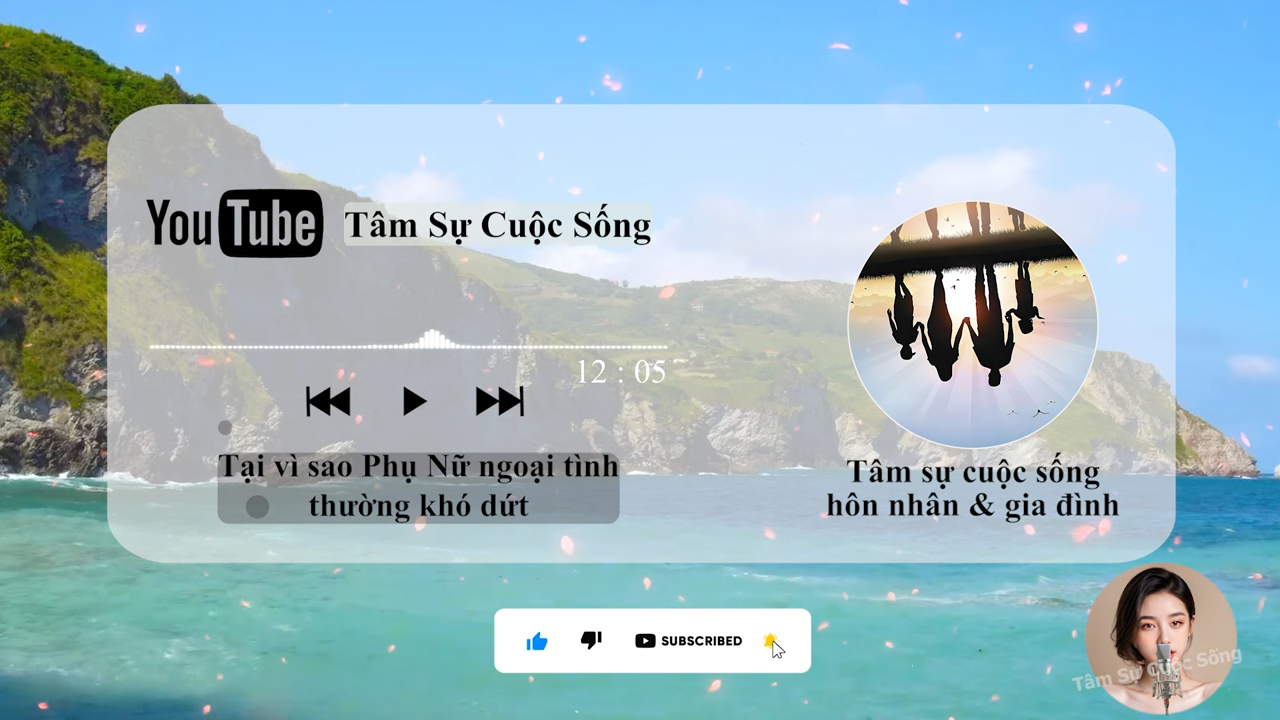 YouTube
Tâm Sự Cuộc Sống
12 : 05
Tại vì sao Phụ Nữ ngoại tình
thường khó dứt
Tâm sự cuộc sống
hôn nhân & gia đình
SUBSCRIBED
Tâm Sự Cuộc Sống